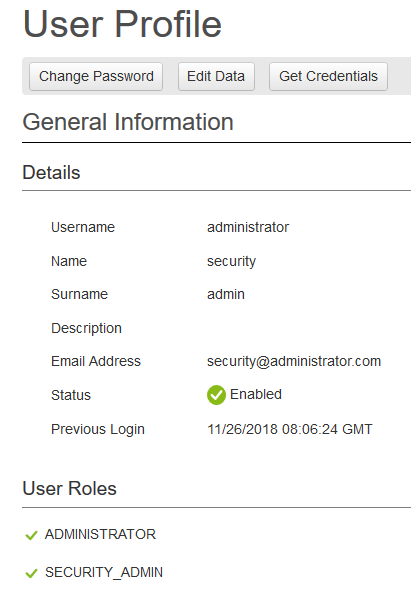 User Profile
Change Password Edit Data Get Credentials
General Information
Details
Username administrator
Name security
Surname admin
Description
Email Address security@administrator.com
Status Enabled
Previous Login 11/26/2018 08:06:24 GMT
User Roles
ADMINISTRATOR
SECURITY_ADMIN